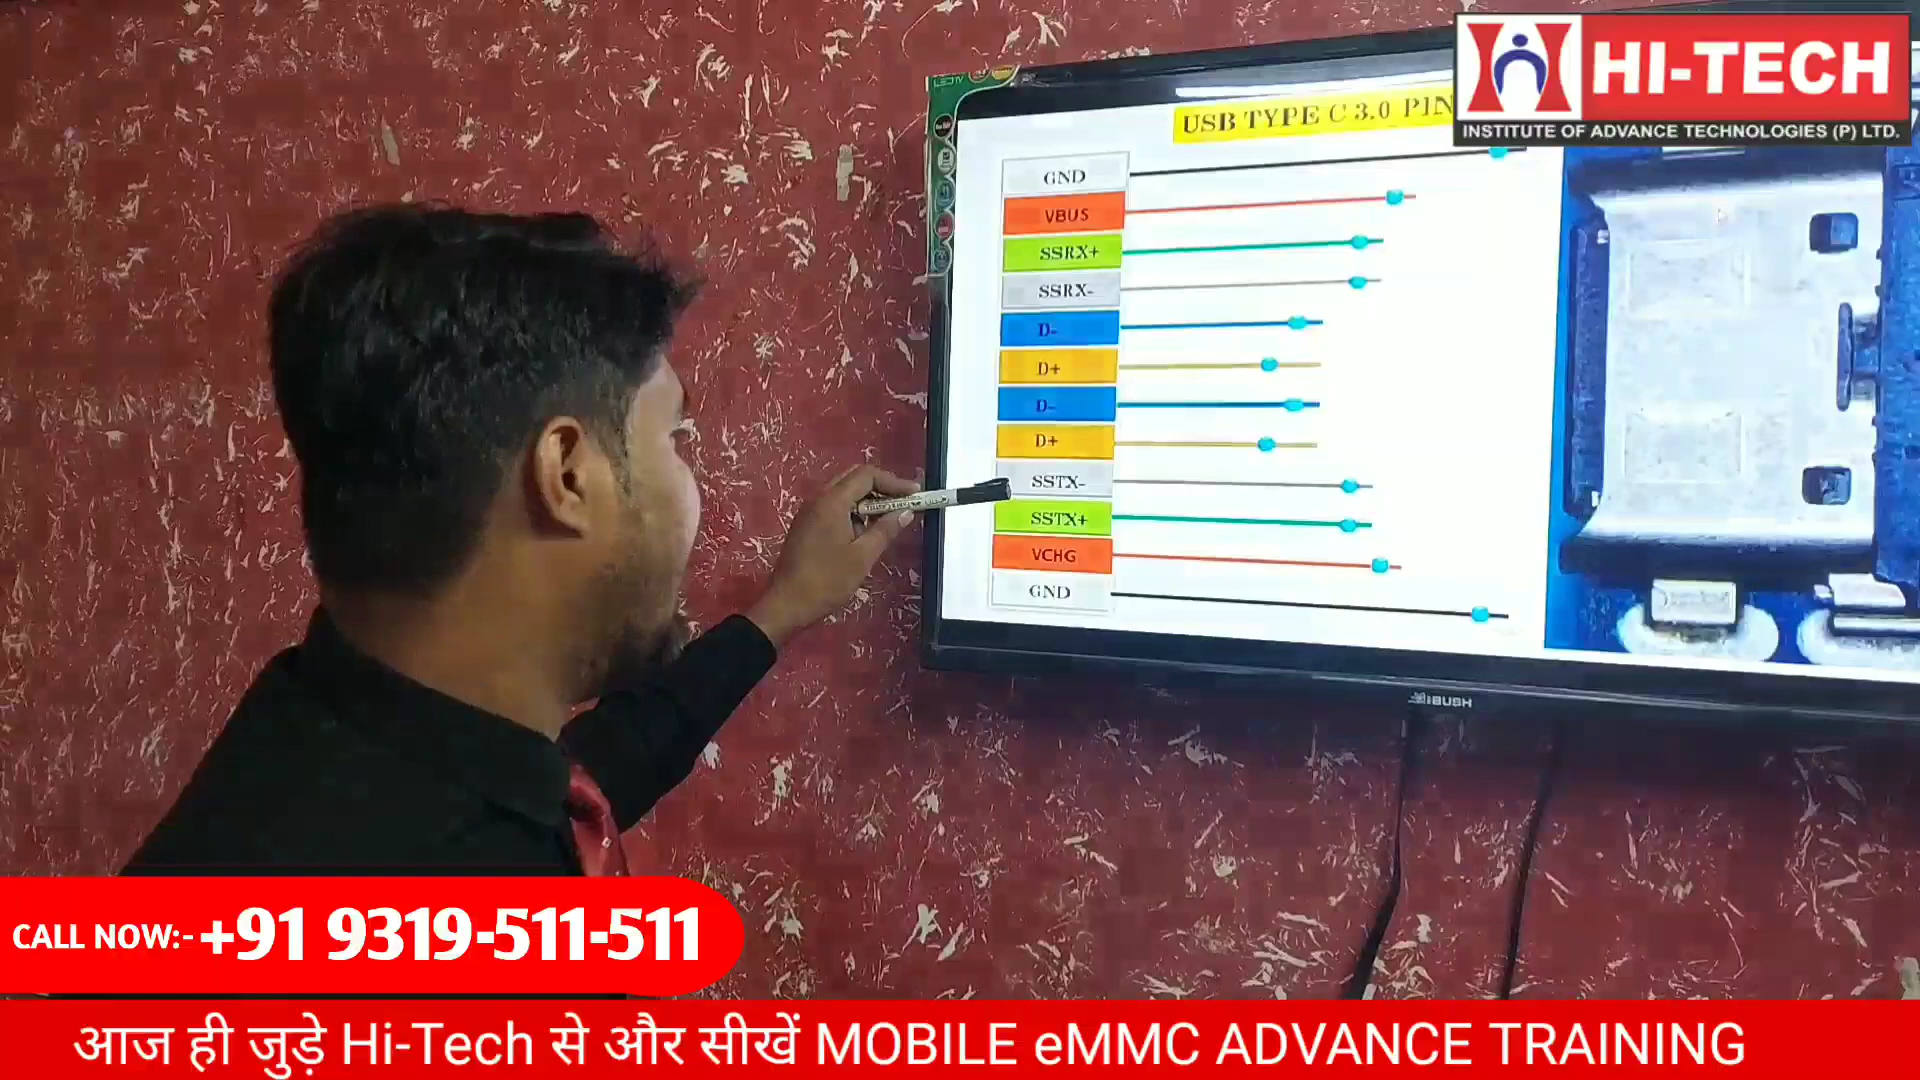 HI-TECH
INSTITUTE OF ADVANCE TECHNOLOGIES (P) LTD.
USB TYPE C 3.0 PIN
GND
VBUS
SSRX+
SSRX-
D-
D+
D-
D+
SSTX-
SSTX+
VCHG
GND
BUSH
CALL NOW:- +91 9319-511-511
आज ही जुड़े Hi-Tech से और सीखें MOBILE eMMC ADVANCE TRAINING